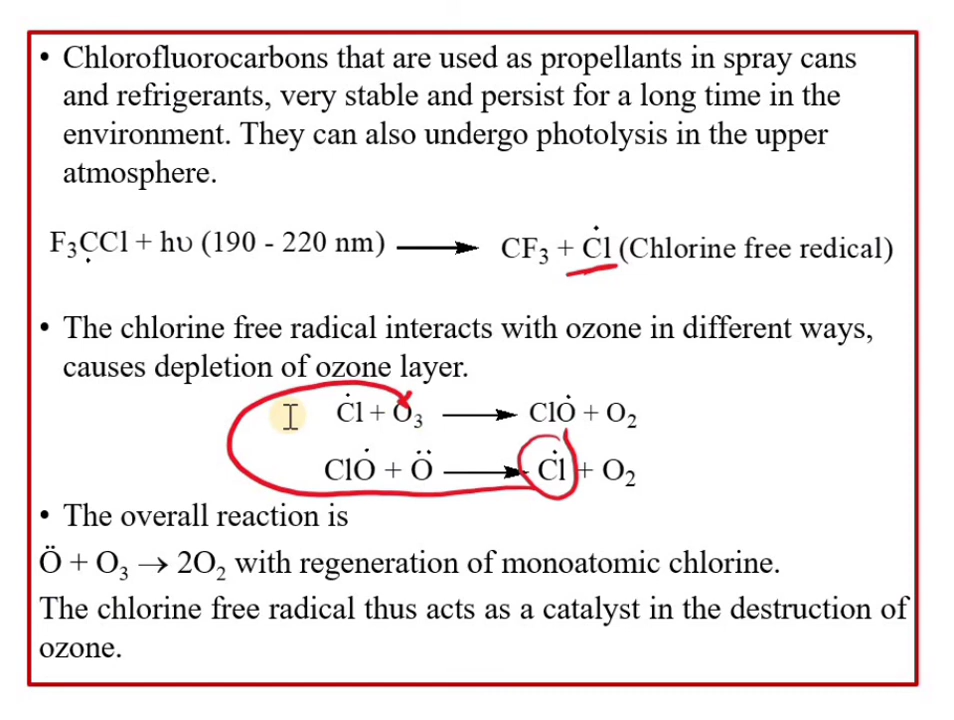 • Chlorofluorocarbons that are used as propellants in spray cans
and refrigerants, very stable and persist for a long time in the
environment. They can also undergo photolysis in the upper
atmosphere.
F₃CCl + hυ (190 - 220 nm) ⟶ CF₃ + Ċl (Chlorine free redical)
• The chlorine free radical interacts with ozone in different ways,
causes depletion of ozone layer.
Ċl + O₃ ⟶ ClȮ + O₂
ClȮ + Ö ⟶ Ċl + O₂
• The overall reaction is
Ö + O₃ → 2O₂ with regeneration of monoatomic chlorine.
The chlorine free radical thus acts as a catalyst in the destruction of
ozone.